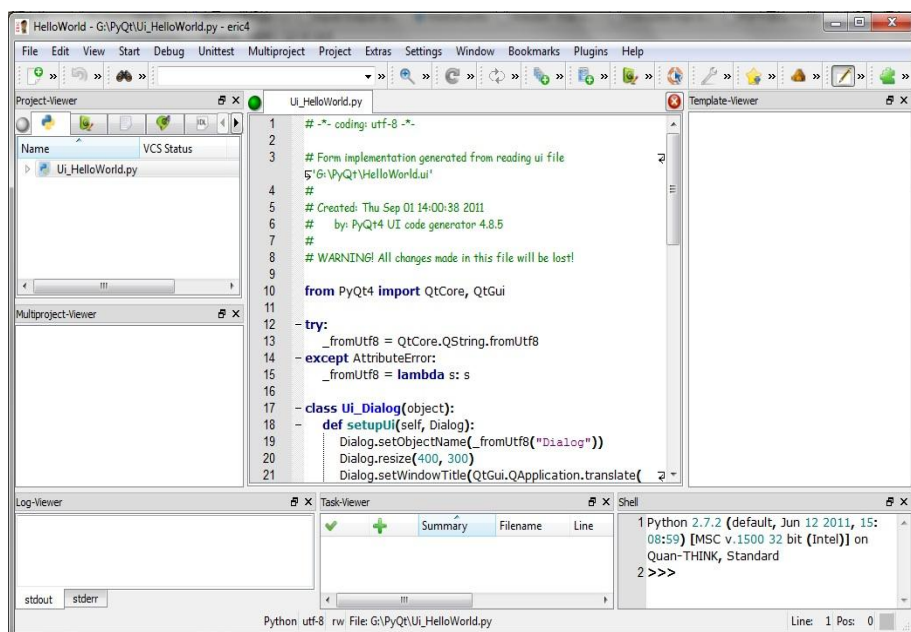 HelloWorld - G:\PyQt\Ui_HelloWorld.py - eric4
File Edit View Start Debug Unittest Multiproject Project Extras Settings Window Bookmarks Plugins Help
Project-Viewer
Name VCS Status
Ui_HelloWorld.py
Multiproject-Viewer
Ui_HelloWorld.py
1 # -*- coding: utf-8 -*-
2
3 # Form implementation generated from reading ui file
'G:\PyQt\HelloWorld.ui'
4 #
5 # Created: Thu Sep 01 14:00:38 2011
6 #      by: PyQt4 UI code generator 4.8.5
7 #
8 # WARNING! All changes made in this file will be lost!
9
10 from PyQt4 import QtCore, QtGui
11
12 try:
13     _fromUtf8 = QtCore.QString.fromUtf8
14 except AttributeError:
15     _fromUtf8 = lambda s: s
16
17 class Ui_Dialog(object):
18     def setupUi(self, Dialog):
19         Dialog.setObjectName(_fromUtf8("Dialog"))
20         Dialog.resize(400, 300)
21         Dialog.setWindowTitle(QtGui.QApplication.translate(
Template-Viewer
Log-Viewer
stdout stderr
Task-Viewer
Summary Filename Line
Shell
1 Python 2.7.2 (default, Jun 12 2011, 15:
08:59) [MSC v.1500 32 bit (Intel)] on
Quan-THINK, Standard
2 >>>
Python utf-8 rw File: G:\PyQt\Ui_HelloWorld.py Line: 1 Pos: 0